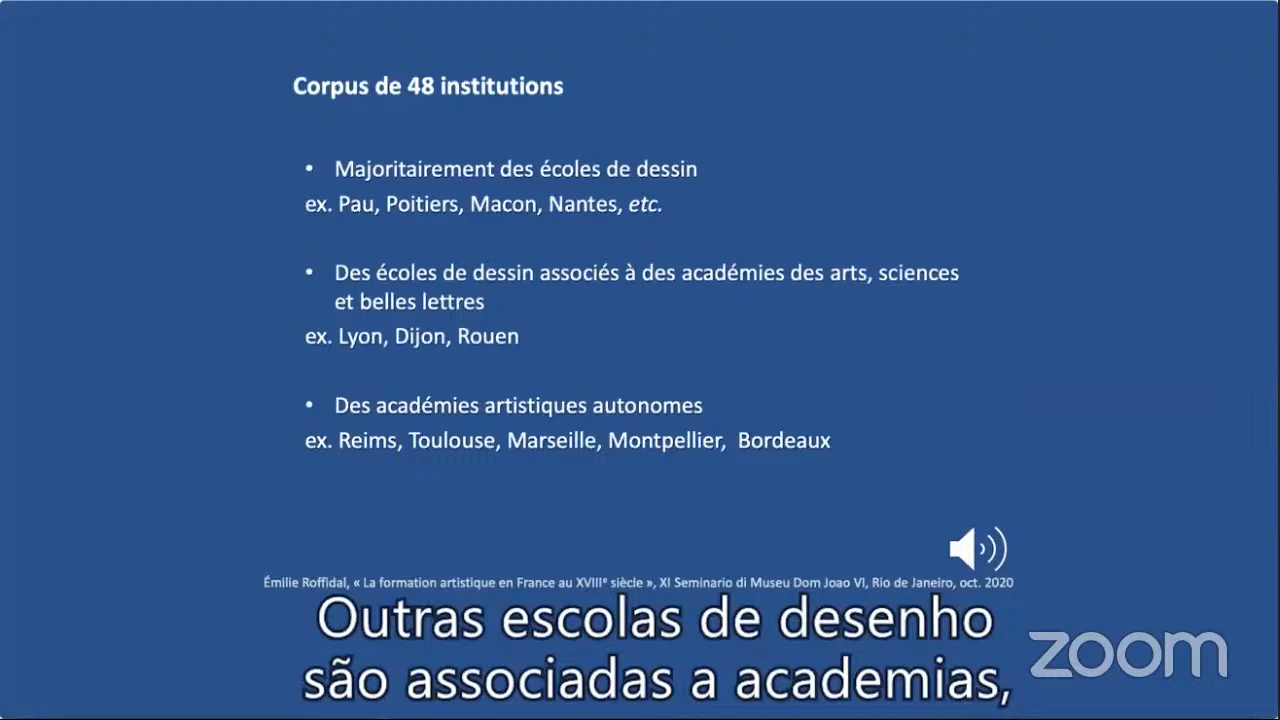 Corpus de 48 institutions
• Majoritairement des écoles de dessin
ex. Pau, Poitiers, Macon, Nantes, etc.
• Des écoles de dessin associés à des académies des arts, sciences
et belles lettres
ex. Lyon, Dijon, Rouen
• Des académies artistiques autonomes
ex. Reims, Toulouse, Marseille, Montpellier, Bordeaux
Émilie Roffidal, « La formation artistique en France au XVIIIe siècle », XI Seminario di Museu Dom Joao VI, Rio de Janeiro, oct. 2020
Outras escolas de desenho
são associadas a academias,
zoom